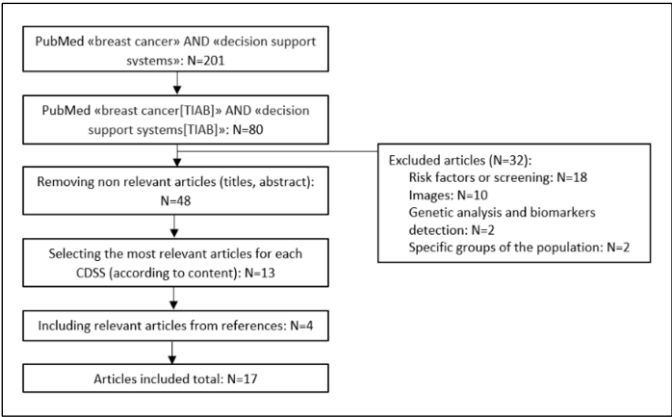 PubMed «breast cancer» AND «decision support
systems»: N=201
PubMed «breast cancer[TIAB]» AND «decision
support systems[TIAB]»: N=80
Removing non relevant articles (titles, abstract):
N=48
Excluded articles (N=32):
Risk factors or screening: N=18
Images: N=10
Genetic analysis and biomarkers
detection: N=2
Specific groups of the population: N=2
Selecting the most relevant articles for each
CDSS (according to content): N=13
Including relevant articles from references: N=4
Articles included total: N=17